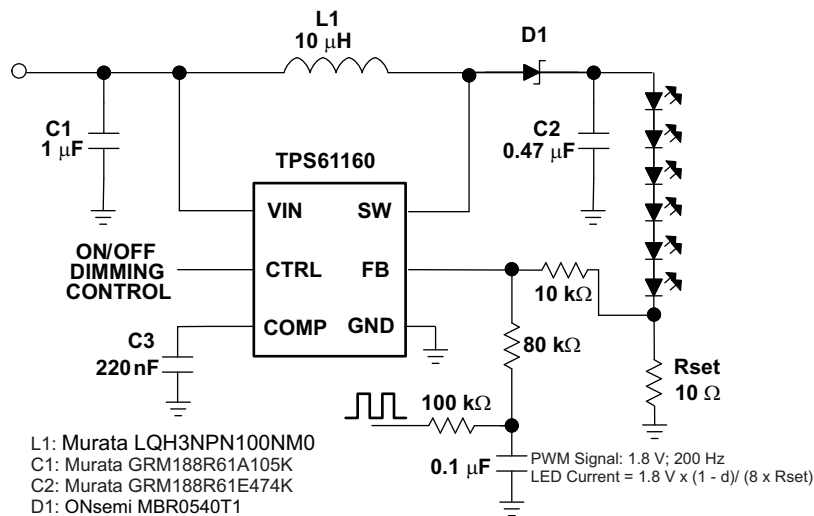 L1
10 μH
D1
C1
1 μF
C2
0.47 μF
TPS61160
VIN
SW
ON/OFF
DIMMING
CONTROL
CTRL
FB
10 kΩ
COMP
GND
C3
220 nF
80 kΩ
Rset
10 Ω
100 kΩ
0.1 μF
L1: Murata LQH3NPN100NM0
C1: Murata GRM188R61A105K
C2: Murata GRM188R61E474K
D1: ONsemi MBR0540T1
PWM Signal: 1.8 V; 200 Hz
LED Current = 1.8 V x (1 - d)/ (8 x Rset)